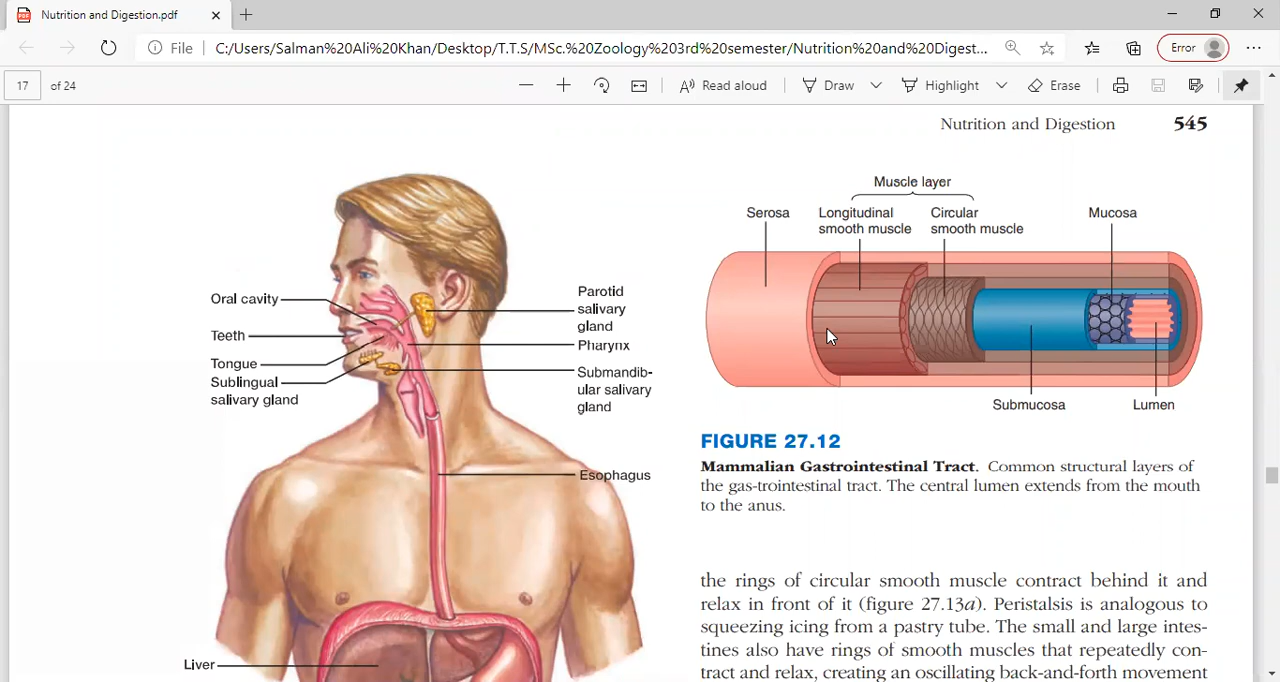 Nutrition and Digestion.pdf
File
C:/Users/Salman%20Ali%20Khan/Desktop/T.T.S/MSc.%20Zoology%203rd%20semester/Nutrition%20and%20Digest...
Error
17 of 24
Read aloud
Draw
Highlight
Erase
Nutrition and Digestion 545
Oral cavity
Teeth
Tongue
Sublingual
salivary gland
Parotid
salivary
gland
Pharynx
Submandib-
ular salivary
gland
Esophagus
Liver
Muscle layer
Serosa
Longitudinal
smooth muscle
Circular
smooth muscle
Mucosa
Submucosa
Lumen
FIGURE 27.12
Mammalian Gastrointestinal Tract. Common structural layers of
the gas-trointestinal tract. The central lumen extends from the mouth
to the anus.
the rings of circular smooth muscle contract behind it and
relax in front of it (figure 27.13a). Peristalsis is analogous to
squeezing icing from a pastry tube. The small and large intes-
tines also have rings of smooth muscles that repeatedly con-
tract and relax, creating an oscillating back-and-forth movement